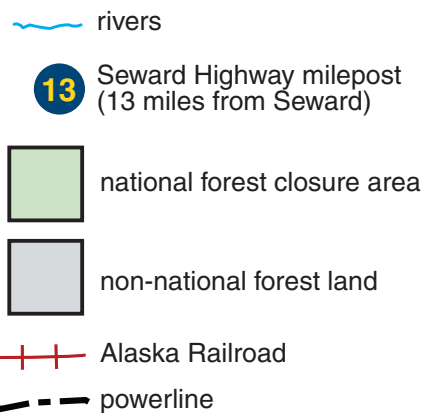 rivers
13 Seward Highway milepost
(13 miles from Seward)
national forest closure area
non-national forest land
Alaska Railroad
powerline